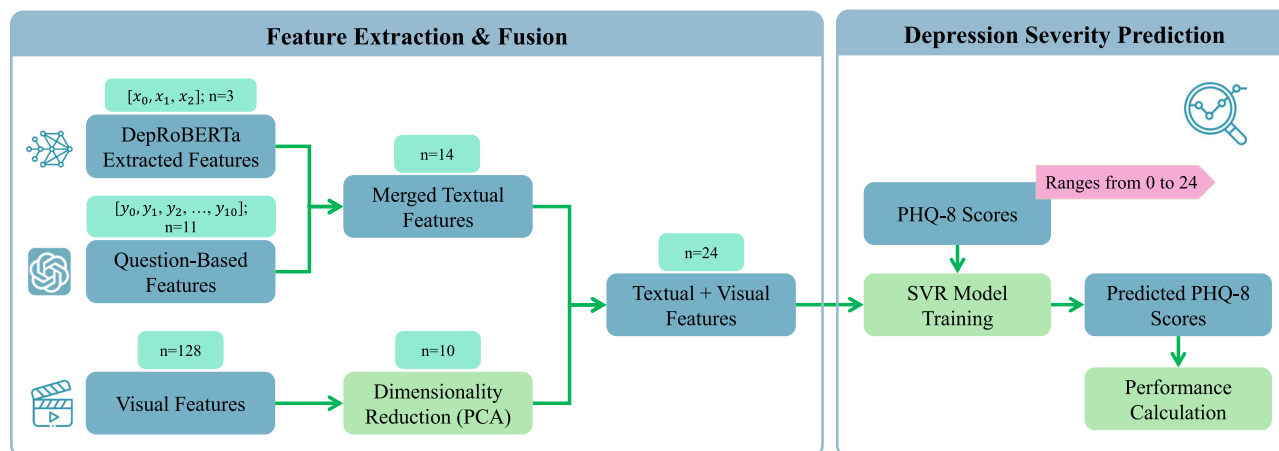 Feature Extraction & Fusion
[x₀, x₁, x₂]; n=3
DepRoBERTa
Extracted Features
[y₀, y₁, y₂, …, y₁₀];
n=11
Question-Based
Features
n=14
Merged Textual
Features
n=128
Visual Features
n=10
Dimensionality
Reduction (PCA)
n=24
Textual + Visual
Features
Depression Severity Prediction
Ranges from 0 to 24
PHQ-8 Scores
SVR Model
Training
Predicted PHQ-8
Scores
Performance
Calculation